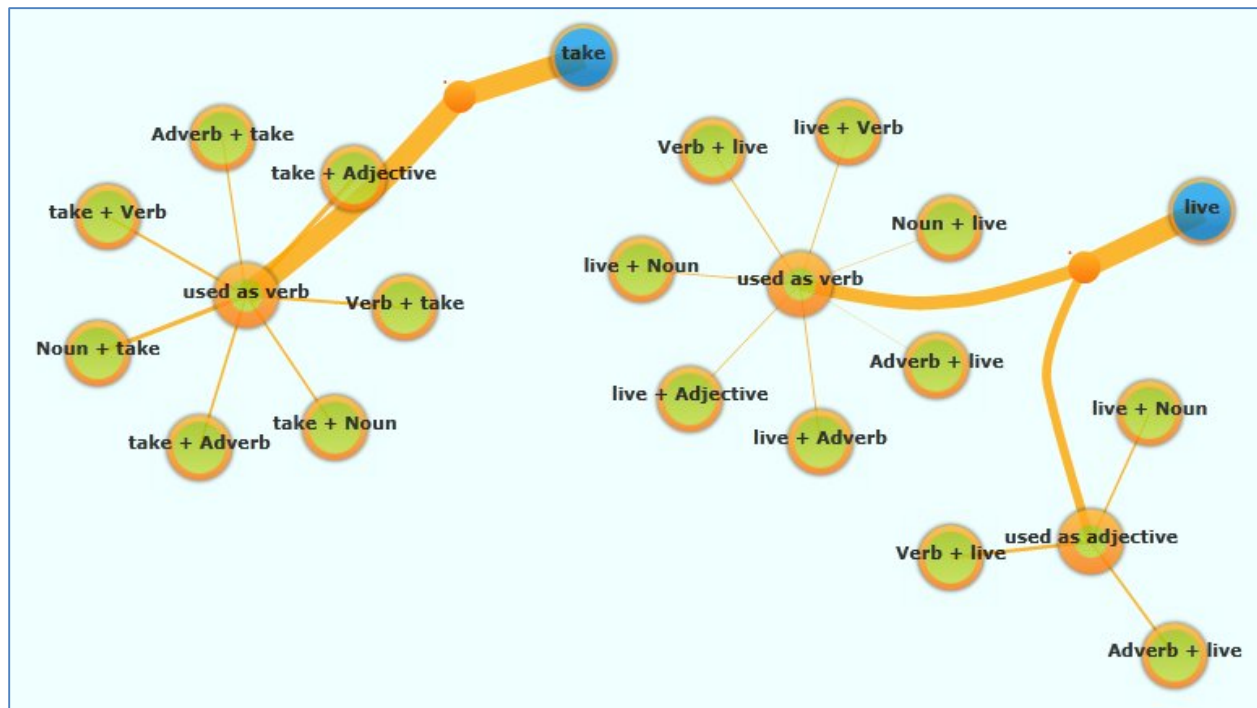 take
Adverb + take
take + Adjective
take + Verb
used as verb
Verb + take
Noun + take
take + Noun
take + Adverb
live + Verb
Verb + live
live
Noun + live
live + Noun
used as verb
Adverb + live
live + Adjective
live + Adverb
live + Noun
used as adjective
Verb + live
Adverb + live